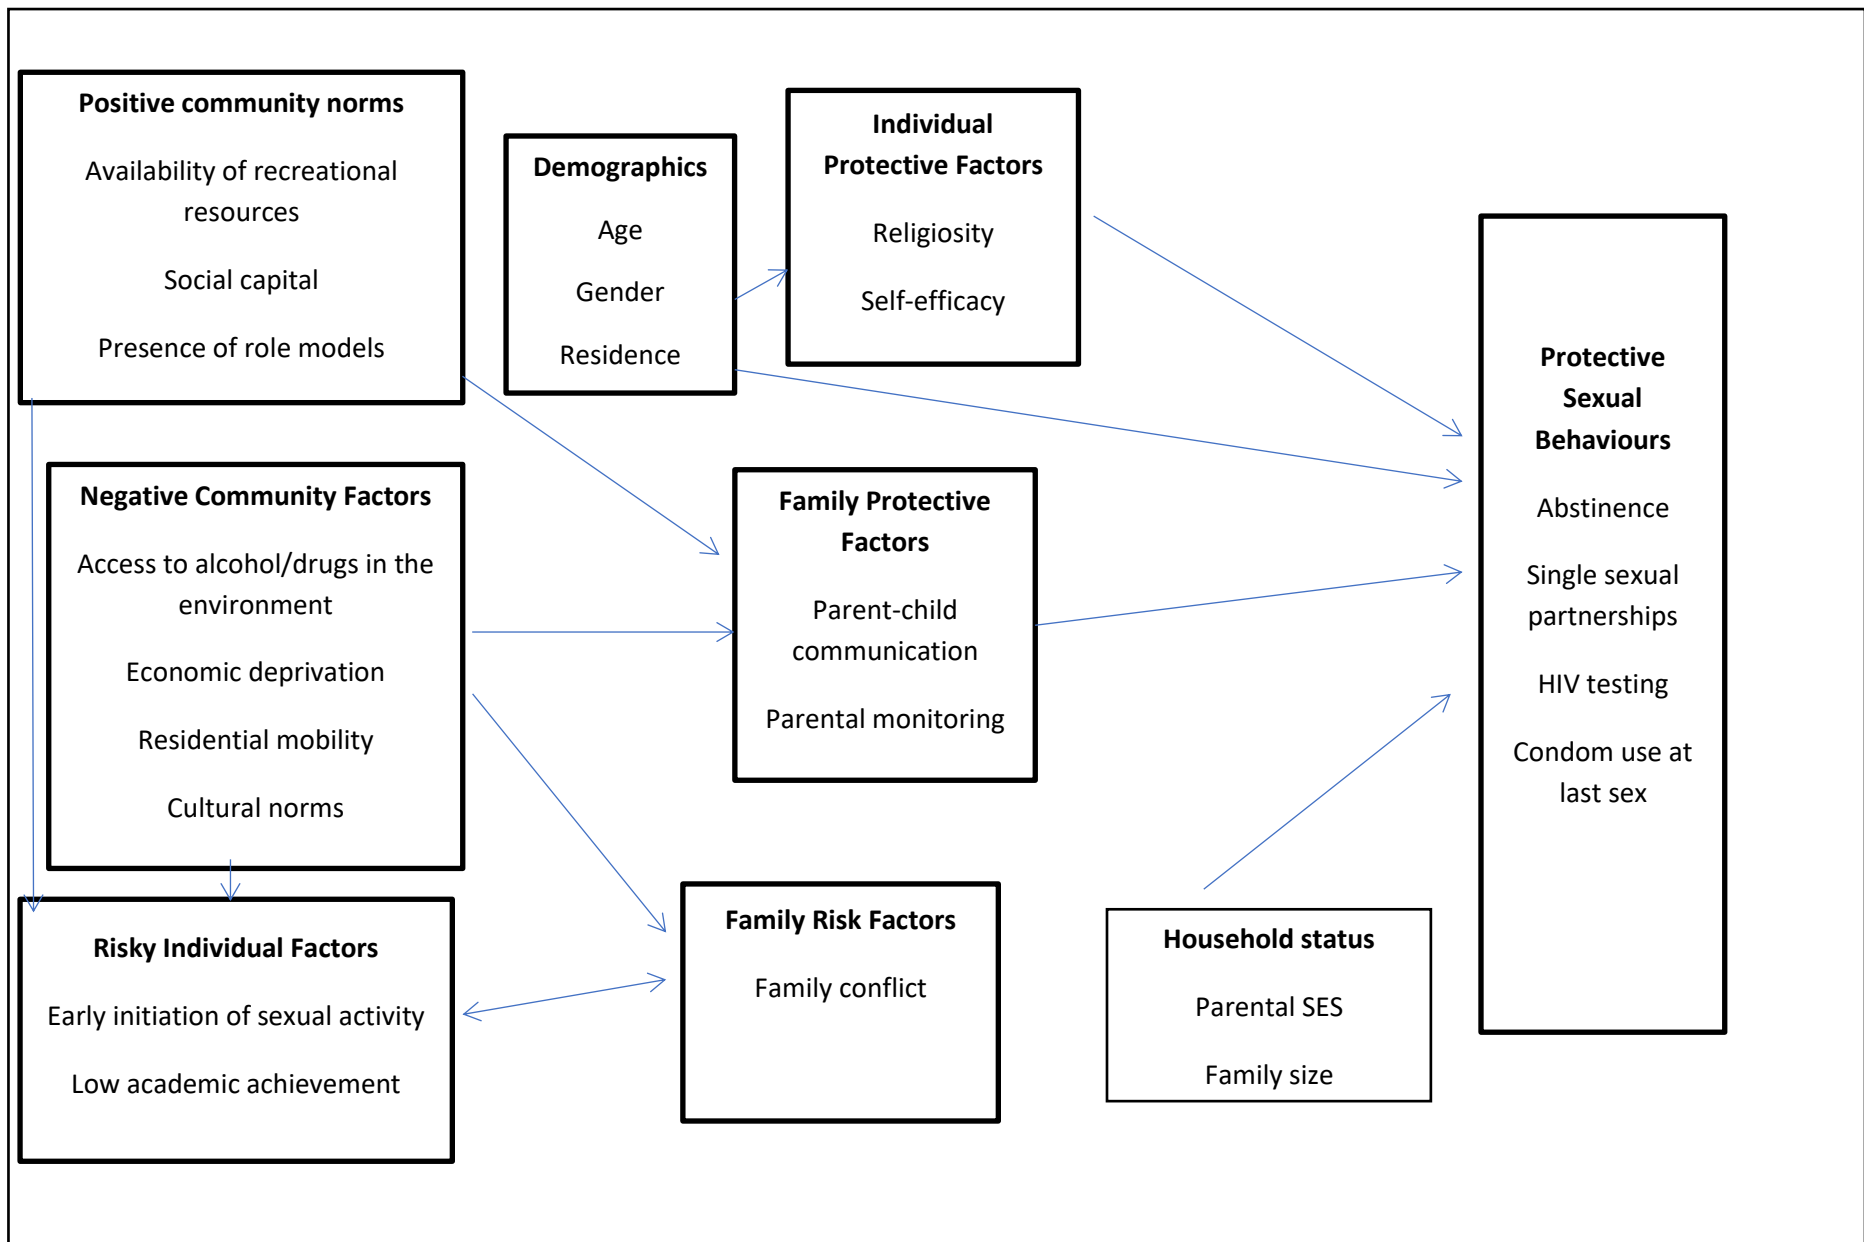 Positive community norms
Availability of recreational
resources
Social capital
Presence of role models
Demographics
Age
Gender
Residence
Individual
Protective Factors
Religiosity
Self-efficacy
Negative Community Factors
Access to alcohol/drugs in the
environment
Economic deprivation
Residential mobility
Cultural norms
Family Protective
Factors
Parent-child
communication
Parental monitoring
Protective
Sexual
Behaviours
Abstinence
Single sexual
partnerships
HIV testing
Condom use at
last sex
Risky Individual Factors
Early initiation of sexual activity
Low academic achievement
Family Risk Factors
Family conflict
Household status
Parental SES
Family size